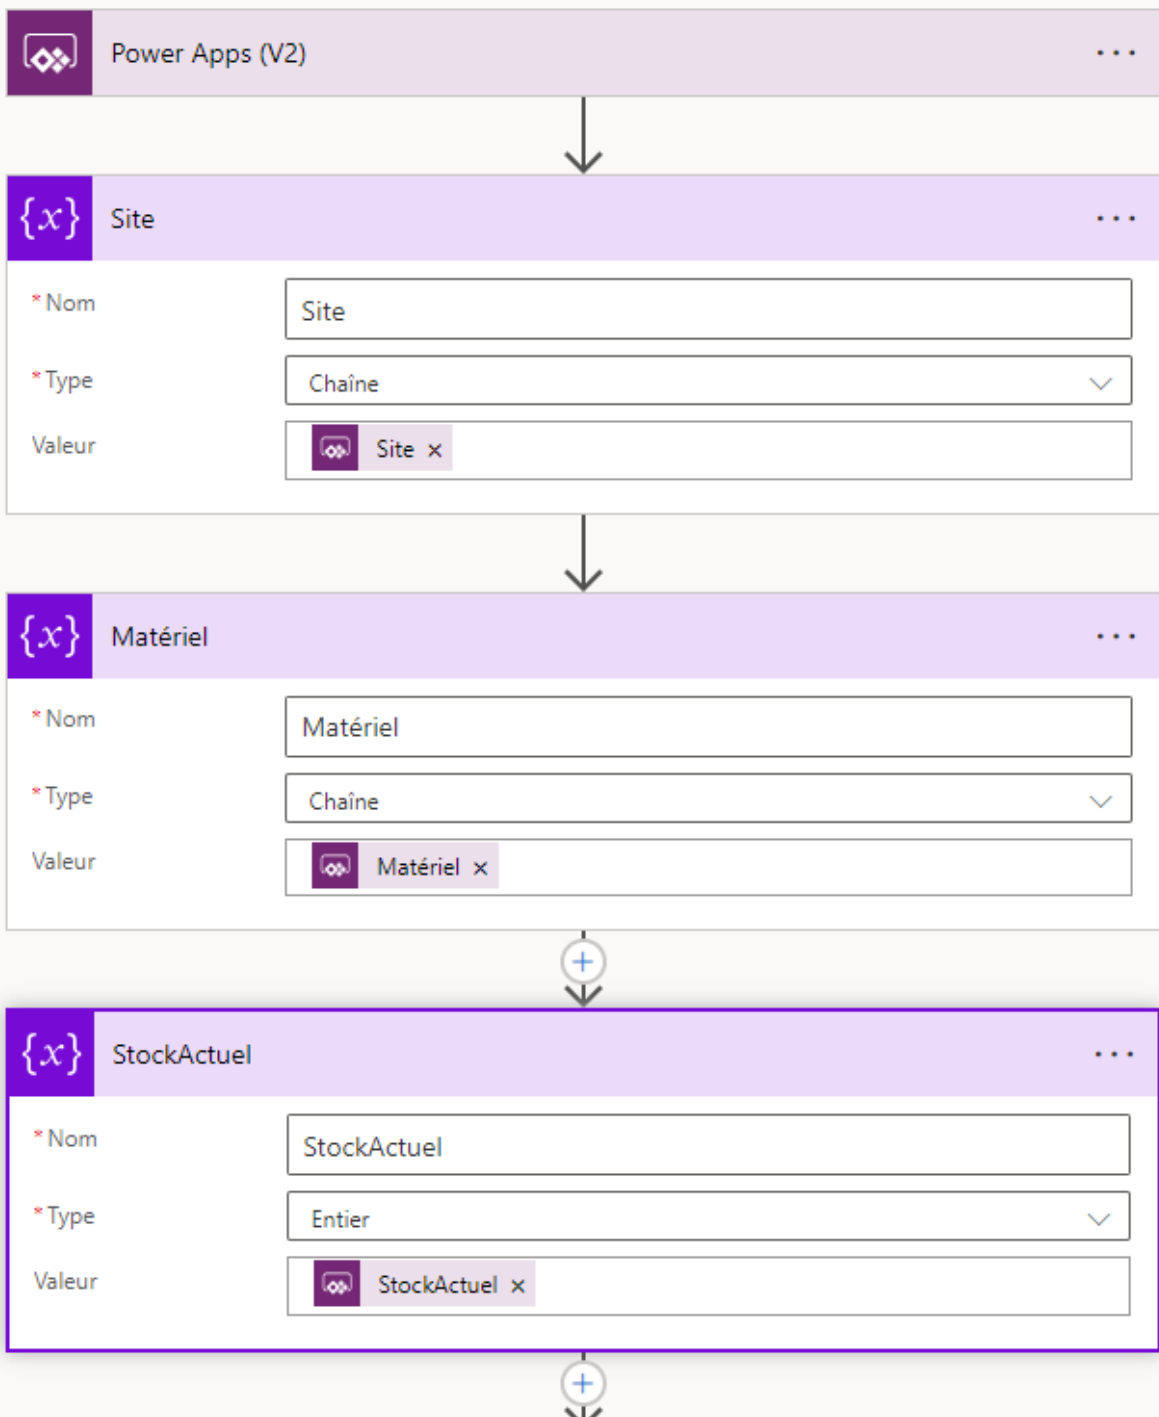 Power Apps (V2)
{x} Site
* Nom Site
* Type Chaîne
Valeur Site ×
{x} Matériel
* Nom Matériel
* Type Chaîne
Valeur Matériel ×
{x} StockActuel
* Nom StockActuel
* Type Entier
Valeur StockActuel ×